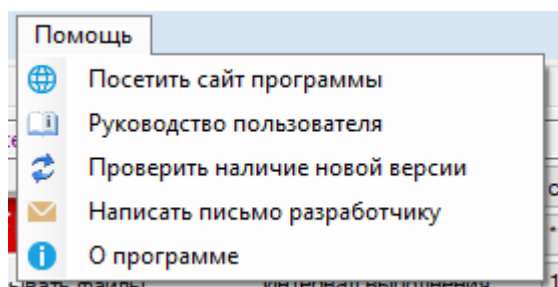 Помощь
Посетить сайт программы
Руководство пользователя
Проверить наличие новой версии
Написать письмо разработчику
О программе